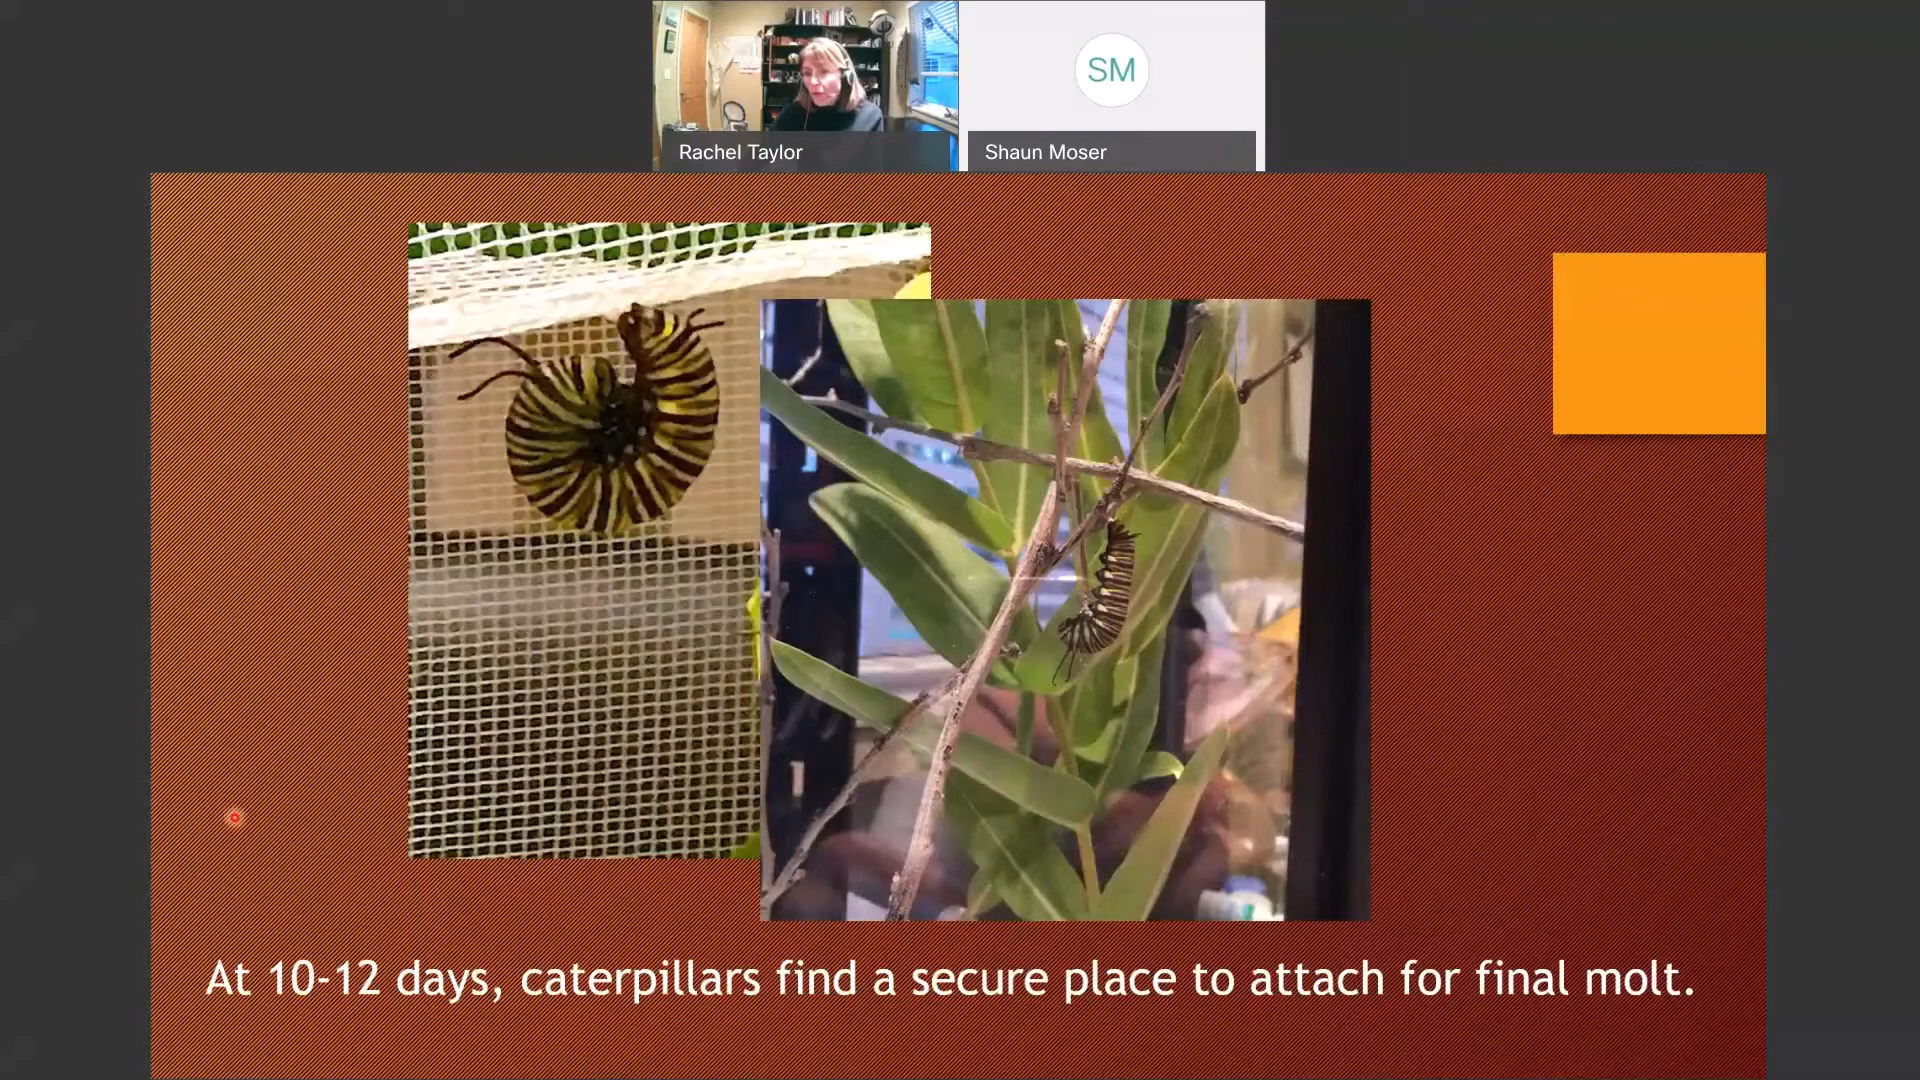 SM
Rachel Taylor
Shaun Moser
At 10-12 days, caterpillars find a secure place to attach for final molt.